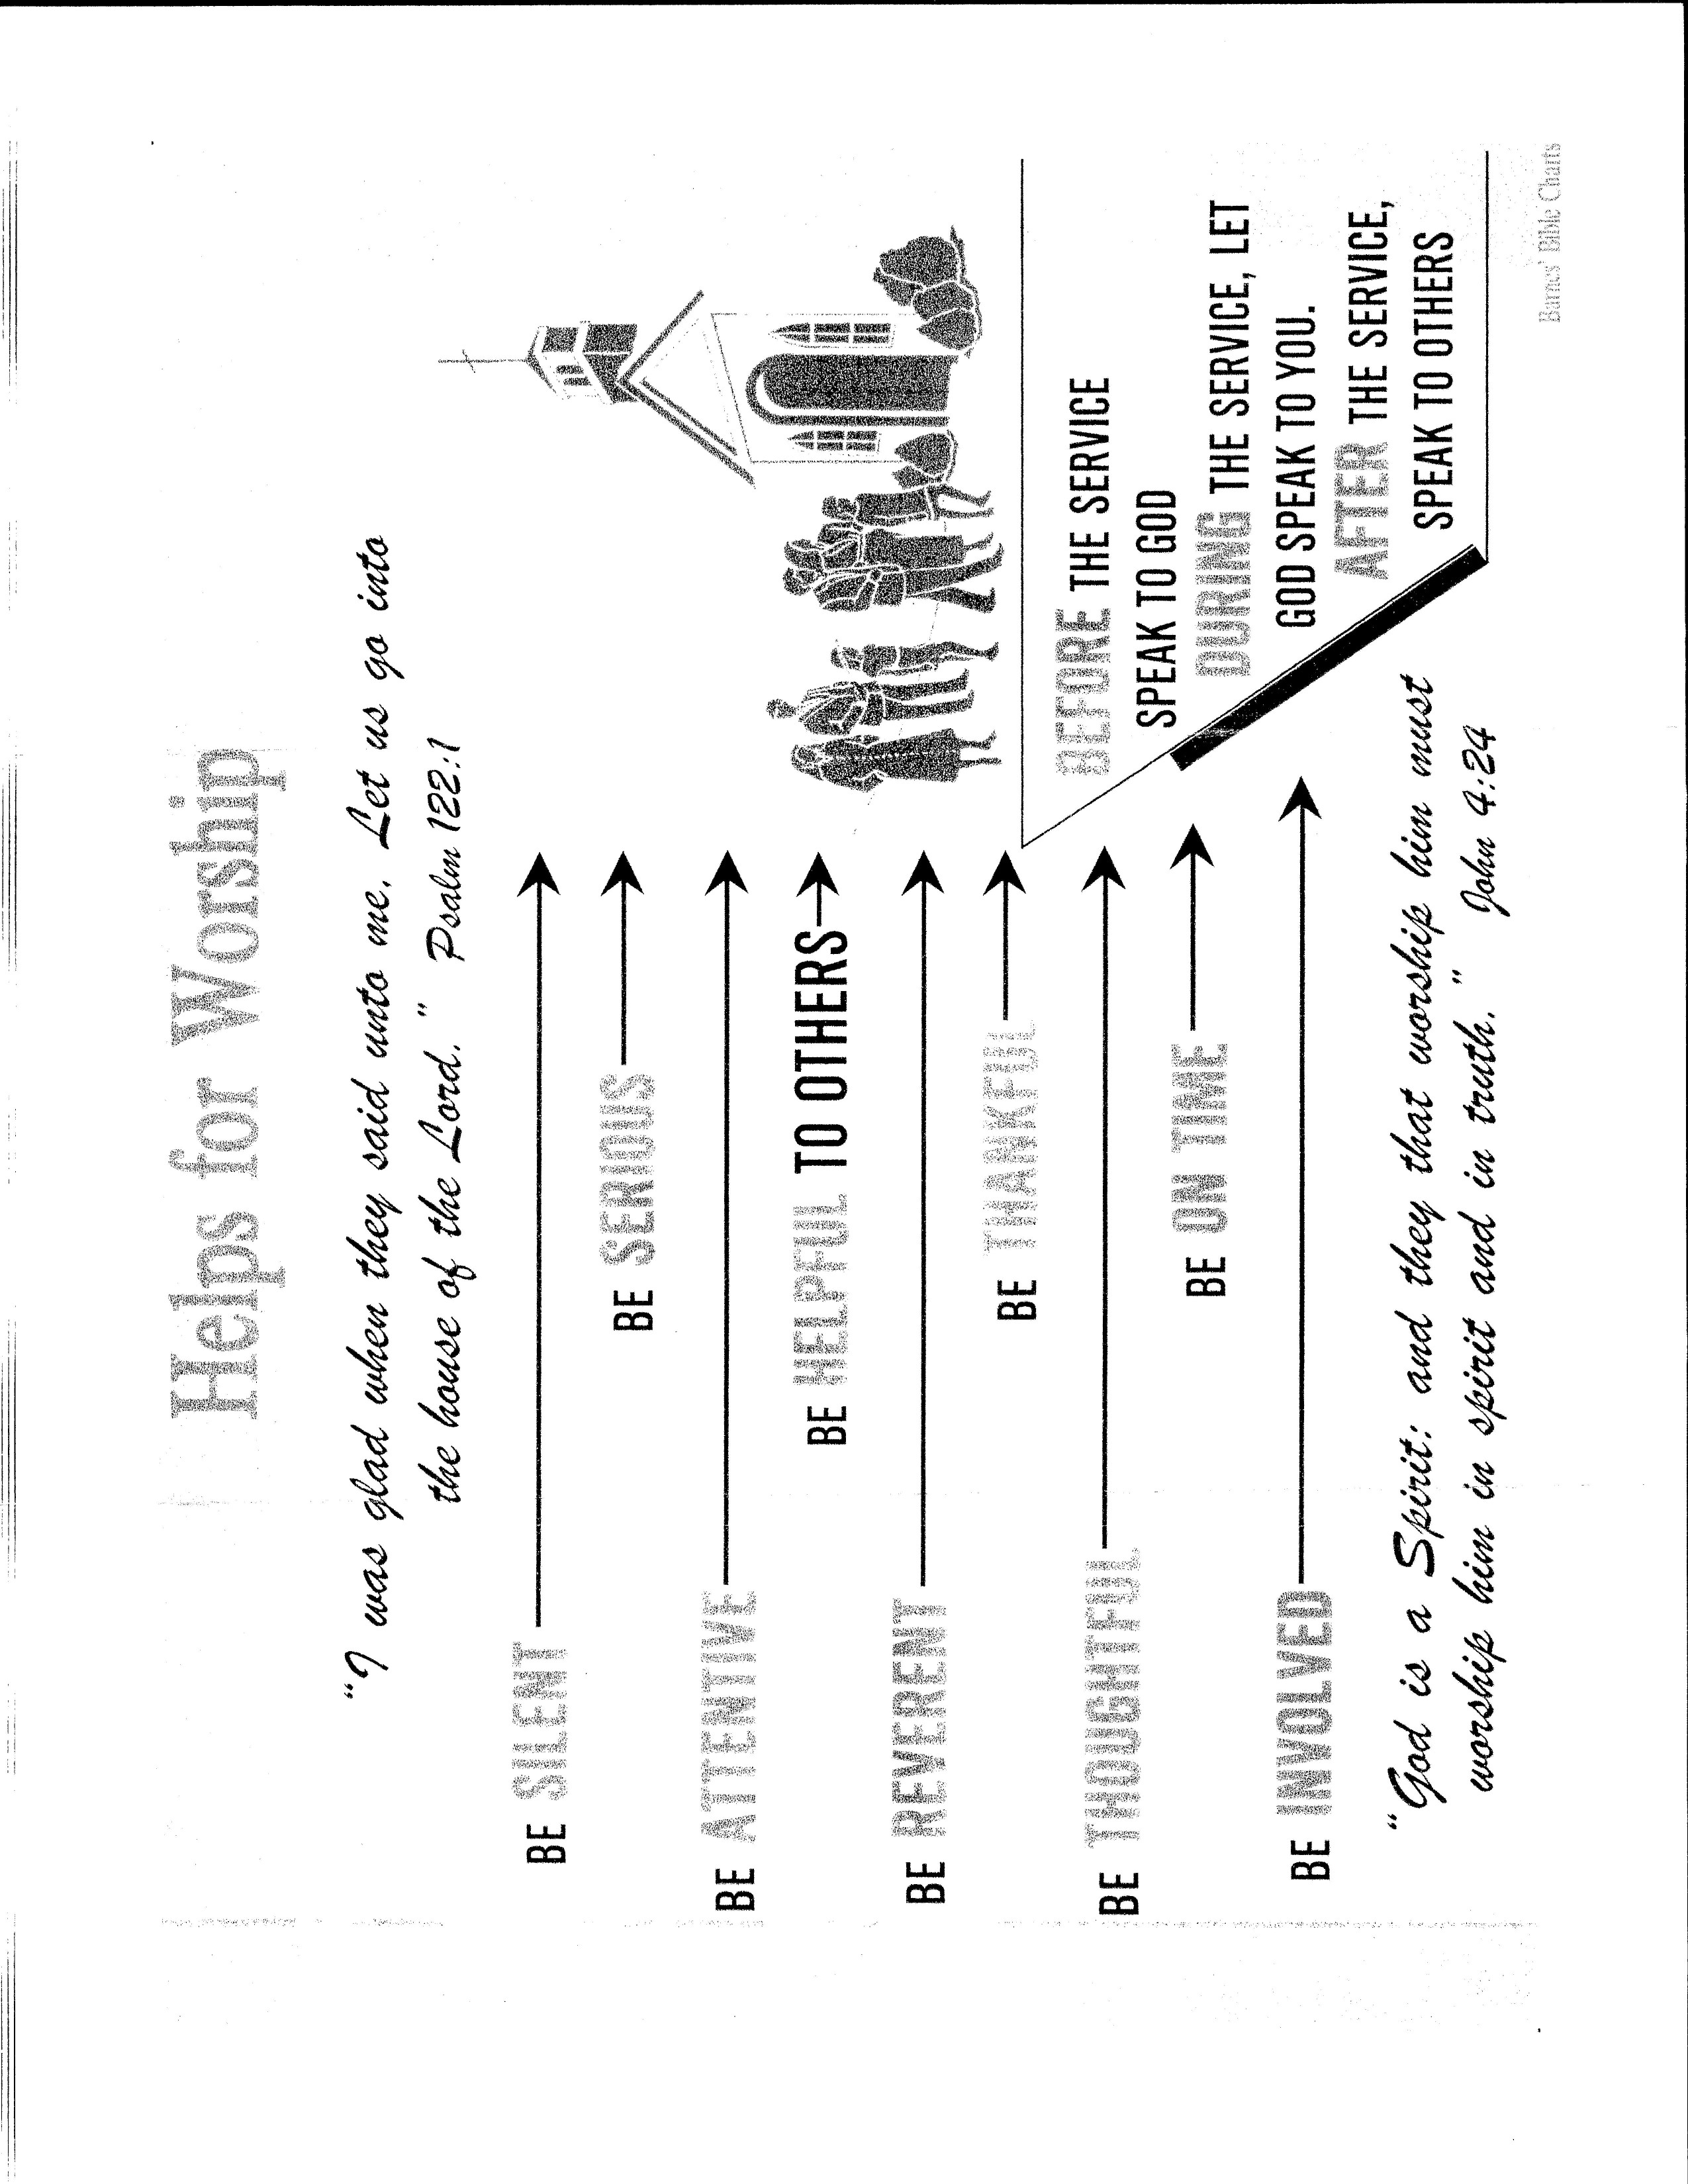 Helps for Worship
"I was glad when they said unto me. Let us go into
the house of the Lord." Psalm 122:1
BE SILENT
BE SERIOUS
BE ATTENTIVE
BE HELPFUL TO OTHERS
BE REVERENT
BE THANKFUL
BE THOUGHTFUL
BE ON TIME
BE INVOLVED
BEFORE THE SERVICE
SPEAK TO GOD
DURING THE SERVICE, LET
GOD SPEAK TO YOU.
AFTER THE SERVICE,
SPEAK TO OTHERS
"God is a Spirit: and they that worship him must
worship him in spirit and in truth." John 4:24
Barnes' Bible Charts